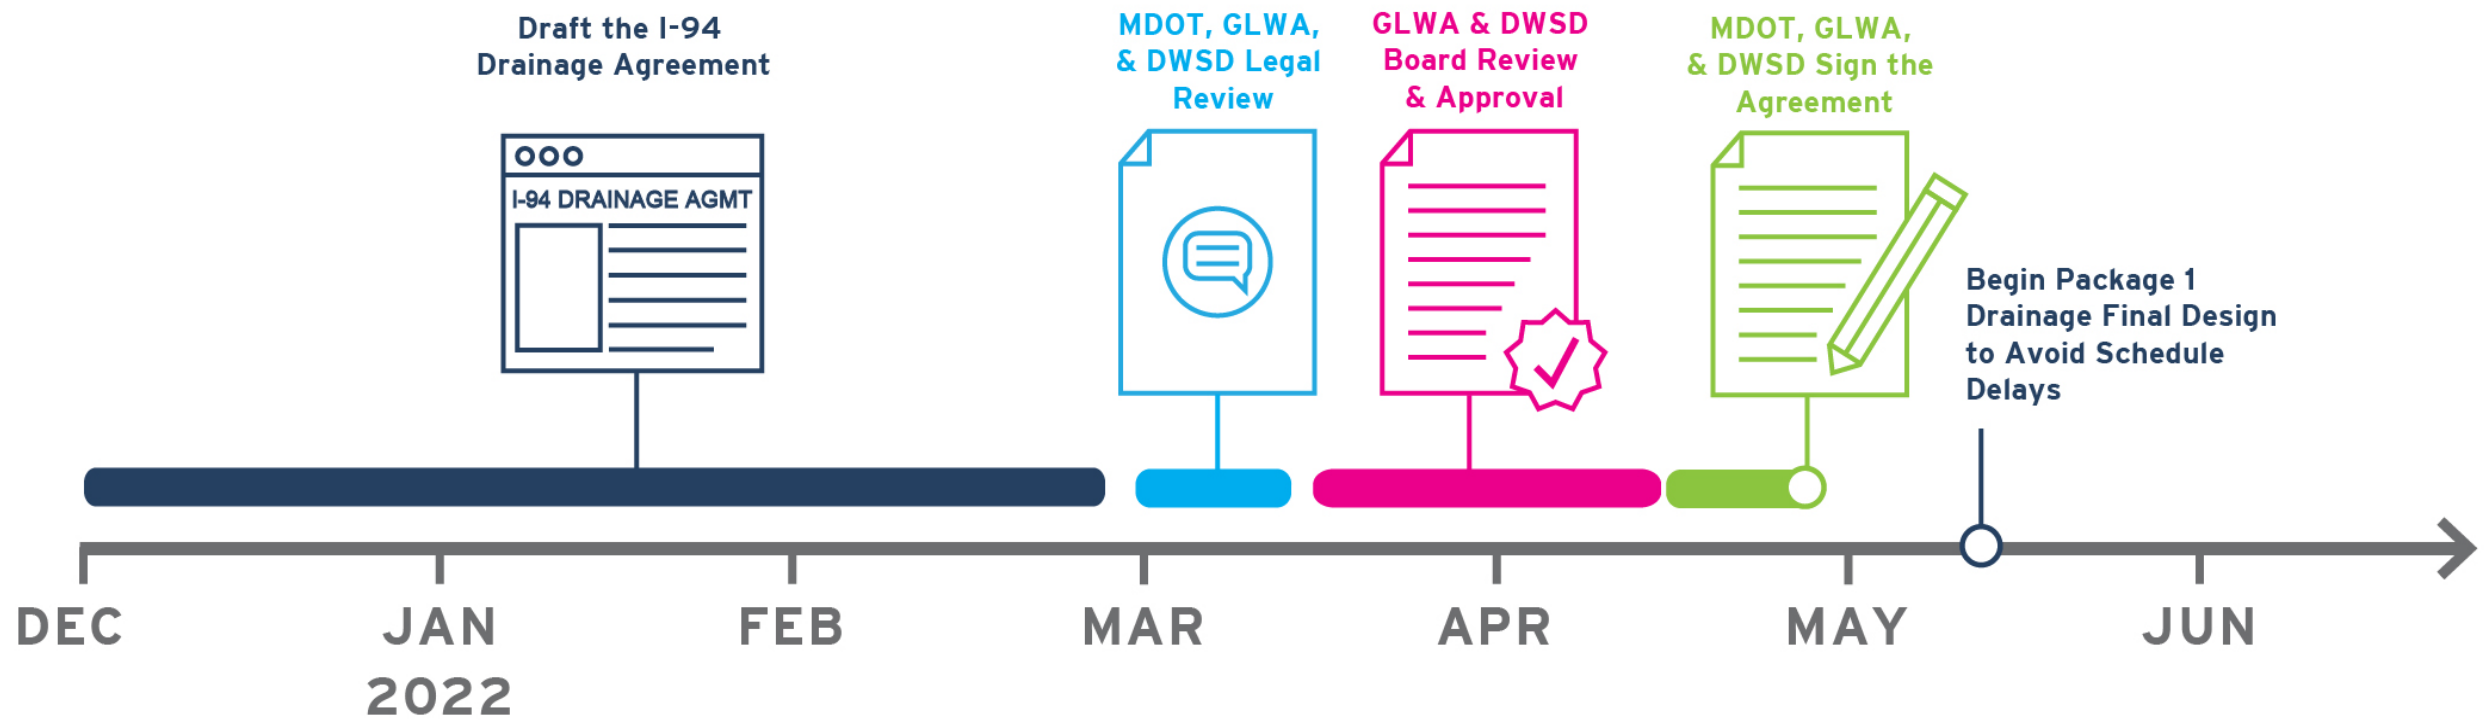 Draft the I-94
Drainage Agreement
MDOT, GLWA,
& DWSD Legal
Review
GLWA & DWSD
Board Review
& Approval
MDOT, GLWA,
& DWSD Sign the
Agreement
I-94 DRAINAGE AGMT
Begin Package 1
Drainage Final Design
to Avoid Schedule
Delays
DEC
JAN
2022
FEB
MAR
APR
MAY
JUN